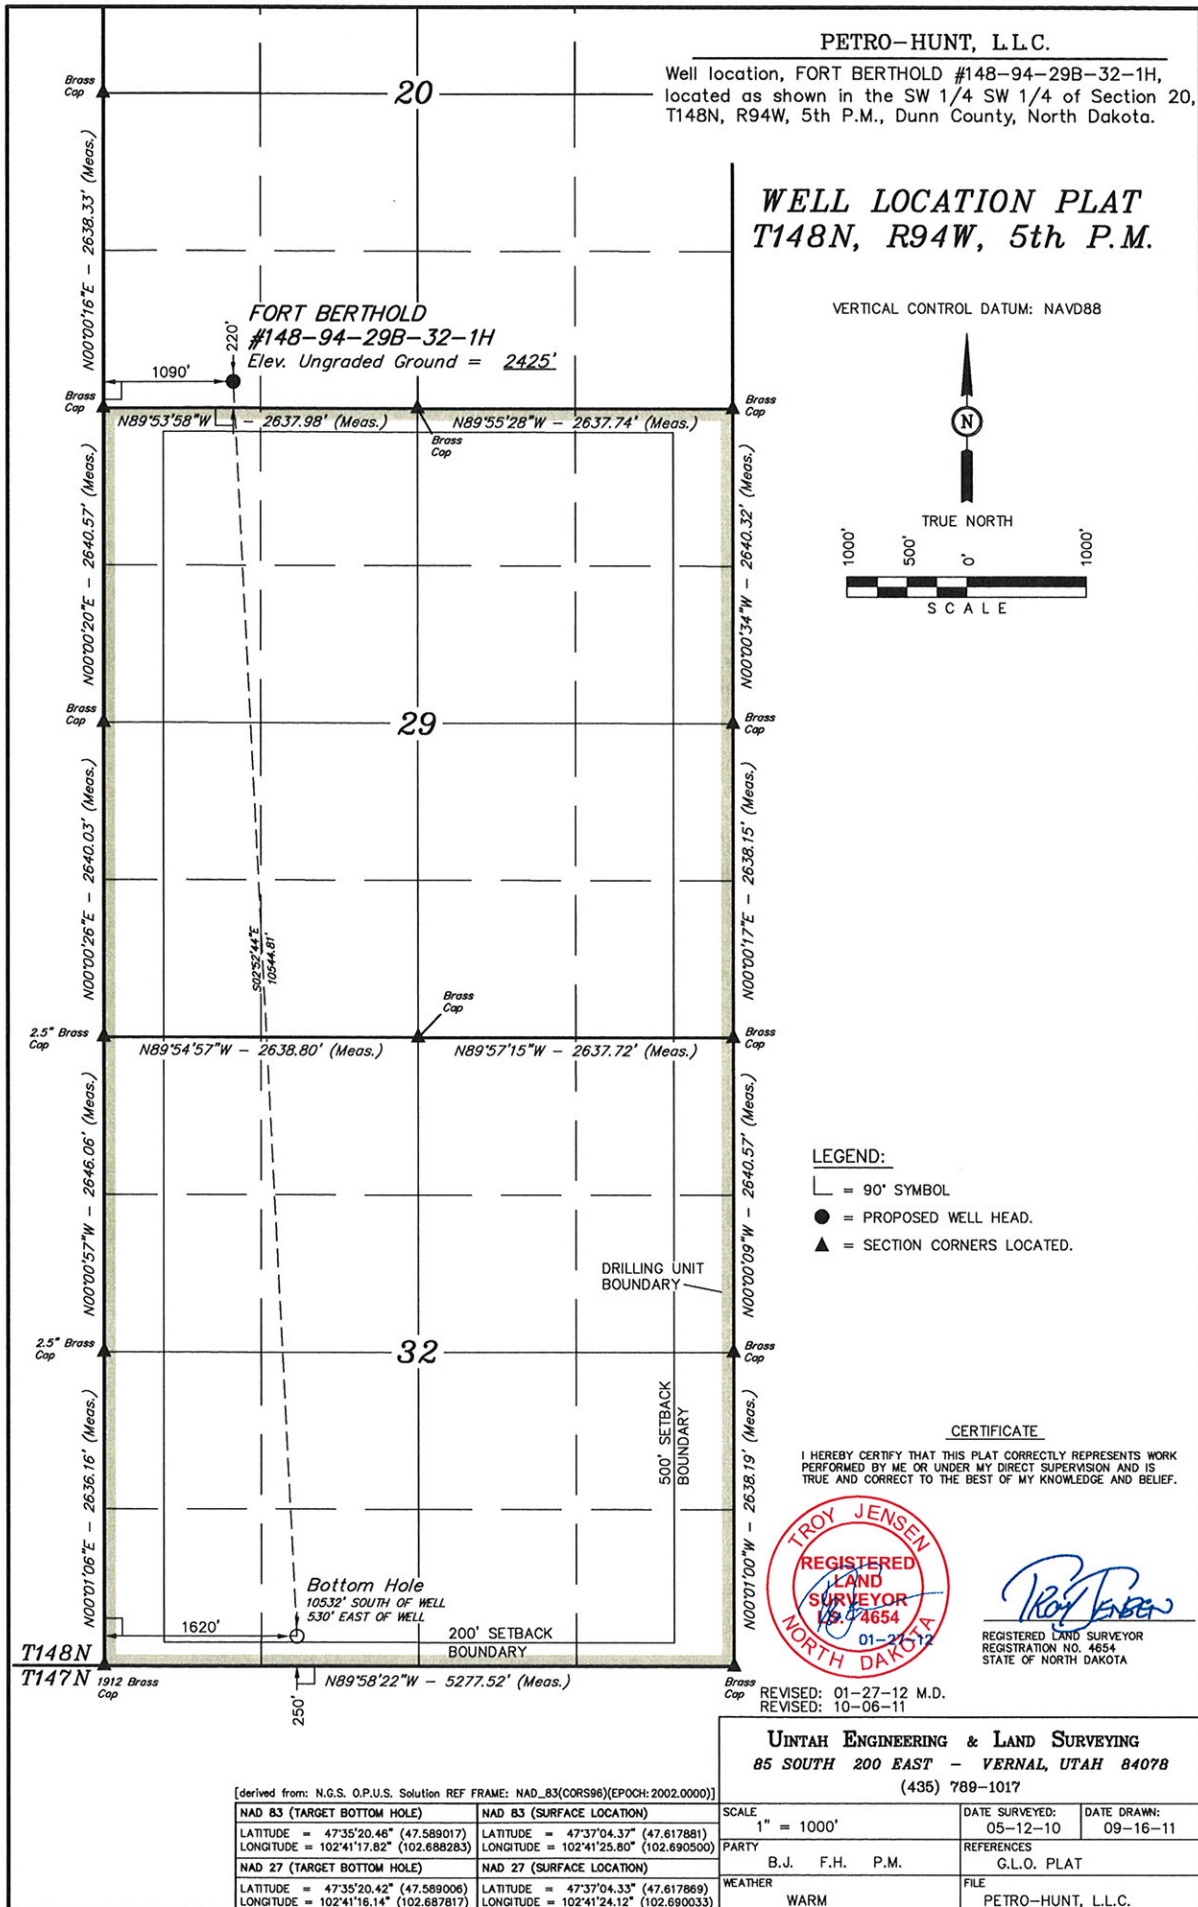 PETRO-HUNT, L.L.C.
Well location, FORT BERTHOLD #148-94-29B-32-1H,
located as shown in the SW 1/4 SW 1/4 of Section 20,
T148N, R94W, 5th P.M., Dunn County, North Dakota.
WELL LOCATION PLAT
T148N, R94W, 5th P.M.
VERTICAL CONTROL DATUM: NAVD88
N
TRUE NORTH
1000'
500'
0'
1000'
SCALE
Brass
Cap
20
N00°00'16"E - 2638.33' (Meas.)
FORT BERTHOLD
#148-94-29B-32-1H
Elev. Ungraded Ground = 2425'
220'
1090'
Brass
Cap
Brass
Cap
N89°53'58"W - 2637.98' (Meas.)
N89°55'28"W - 2637.74' (Meas.)
Brass
Cap
N00°00'20"E - 2640.57' (Meas.)
N00°00'34"W - 2640.32' (Meas.)
Brass
Cap
29
Brass
Cap
N00°00'26"E - 2640.03' (Meas.)
N00°00'17"E - 2638.15' (Meas.)
S02°52'44"E
10544.81'
2.5" Brass
Cap
Brass
Cap
Brass
Cap
N89°54'57"W - 2638.80' (Meas.)
N89°57'15"W - 2637.72' (Meas.)
N00°00'57"W - 2646.06' (Meas.)
N00°00'09"W - 2640.57' (Meas.)
LEGEND:
= 90° SYMBOL
= PROPOSED WELL HEAD.
= SECTION CORNERS LOCATED.
DRILLING UNIT
BOUNDARY
2.5" Brass
Cap
32
Brass
Cap
500' SETBACK
BOUNDARY
N00°01'06"E - 2636.16' (Meas.)
N00°01'00"W - 2638.19' (Meas.)
CERTIFICATE
I HEREBY CERTIFY THAT THIS PLAT CORRECTLY REPRESENTS WORK
PERFORMED BY ME OR UNDER MY DIRECT SUPERVISION AND IS
TRUE AND CORRECT TO THE BEST OF MY KNOWLEDGE AND BELIEF.
TROY JENSEN
REGISTERED
LAND
SURVEYOR
LS. 4654
01-27-12
NORTH DAKOTA
Troy Jensen
REGISTERED LAND SURVEYOR
REGISTRATION NO. 4654
STATE OF NORTH DAKOTA
Bottom Hole
10532' SOUTH OF WELL
530' EAST OF WELL
1620'
200' SETBACK
BOUNDARY
T148N
T147N
1912 Brass
Cap
250'
N89°58'22"W - 5277.52' (Meas.)
Brass
Cap
REVISED: 01-27-12 M.D.
REVISED: 10-06-11
UINTAH ENGINEERING & LAND SURVEYING
85 SOUTH 200 EAST - VERNAL, UTAH 84078
(435) 789-1017
[derived from: N.G.S. O.P.U.S. Solution REF FRAME: NAD_83(CORS96)(EPOCH:2002.0000)]
NAD 83 (TARGET BOTTOM HOLE)
LATITUDE = 47°35'20.46" (47.589017)
LONGITUDE = 102°41'17.82" (102.688283)
NAD 83 (SURFACE LOCATION)
LATITUDE = 47°37'04.37" (47.617881)
LONGITUDE = 102°41'25.80" (102.690500)
NAD 27 (TARGET BOTTOM HOLE)
LATITUDE = 47°35'20.42" (47.589006)
LONGITUDE = 102°41'16.14" (102.687817)
NAD 27 (SURFACE LOCATION)
LATITUDE = 47°37'04.33" (47.617869)
LONGITUDE = 102°41'24.12" (102.690033)
SCALE
1" = 1000'
DATE SURVEYED:
05-12-10
DATE DRAWN:
09-16-11
PARTY
B.J. F.H. P.M.
REFERENCES
G.L.O. PLAT
WEATHER
WARM
FILE
PETRO-HUNT, L.L.C.